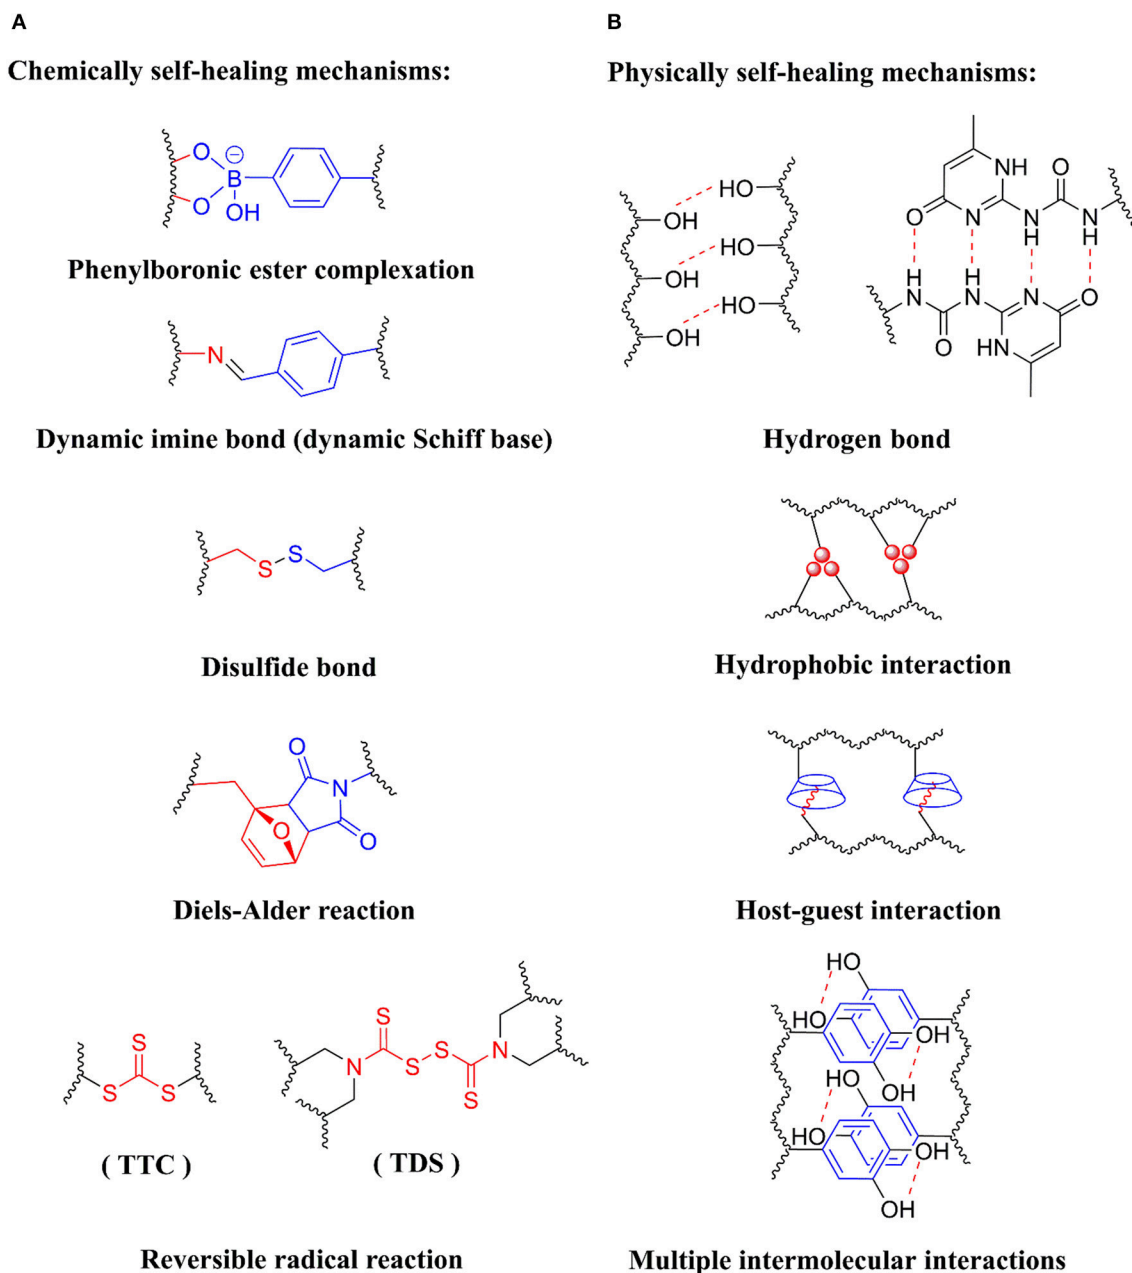 A
Chemically self-healing mechanisms:
O
⊖
B
O
OH
Phenylboronic ester complexation
N
Dynamic imine bond (dynamic Schiff base)
S
S
Disulfide bond
O
N
O
O
Diels-Alder reaction
S
S
S
( TTC )
S
N
S
S
N
S
( TDS )
Reversible radical reaction
B
Physically self-healing mechanisms:
HO
OH
HO
OH
HO
OH
NH
O
O
N
N
N
H
H
H
H
N
N
N
O
O
HN
Hydrogen bond
Hydrophobic interaction
Host-guest interaction
HO
HO
OH
HO
OH
HO
OH
OH
Multiple intermolecular interactions